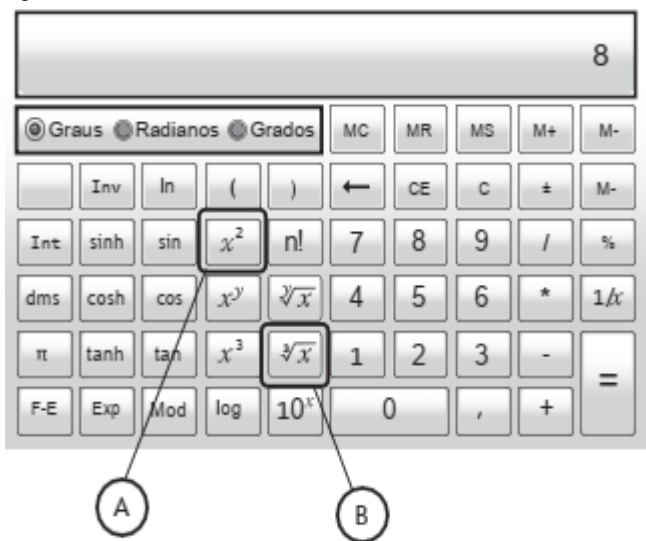 8
Graus Radianos Grados MC MR MS M+ M-
Inv ln ( ) ← CE C ± M-
Int sinh sin x² n! 7 8 9 / %
dms cosh cos xʸ ʸ√x 4 5 6 * 1/x
π tanh tan x³ ³√x 1 2 3 - =
F-E Exp Mod log 10ˣ 0 , +
A B